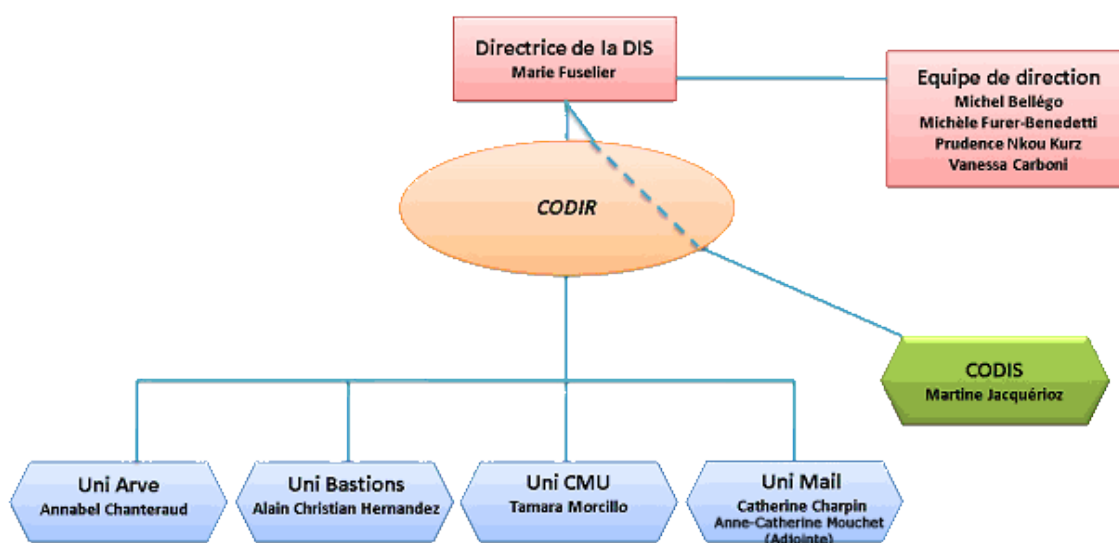 Directrice de la DIS
Marie Fuselier
Equipe de direction
Michel Bellégo
Michèle Furer-Benedetti
Prudence Nkou Kurz
Vanessa Carboni
CODIR
CODIS
Martine Jacquérioz
Uni Arve
Annabel Chanteraud
Uni Bastions
Alain Christian Hernandez
Uni CMU
Tamara Morcillo
Uni Mail
Catherine Charpin
Anne-Catherine Mouchet
(Adjointe)